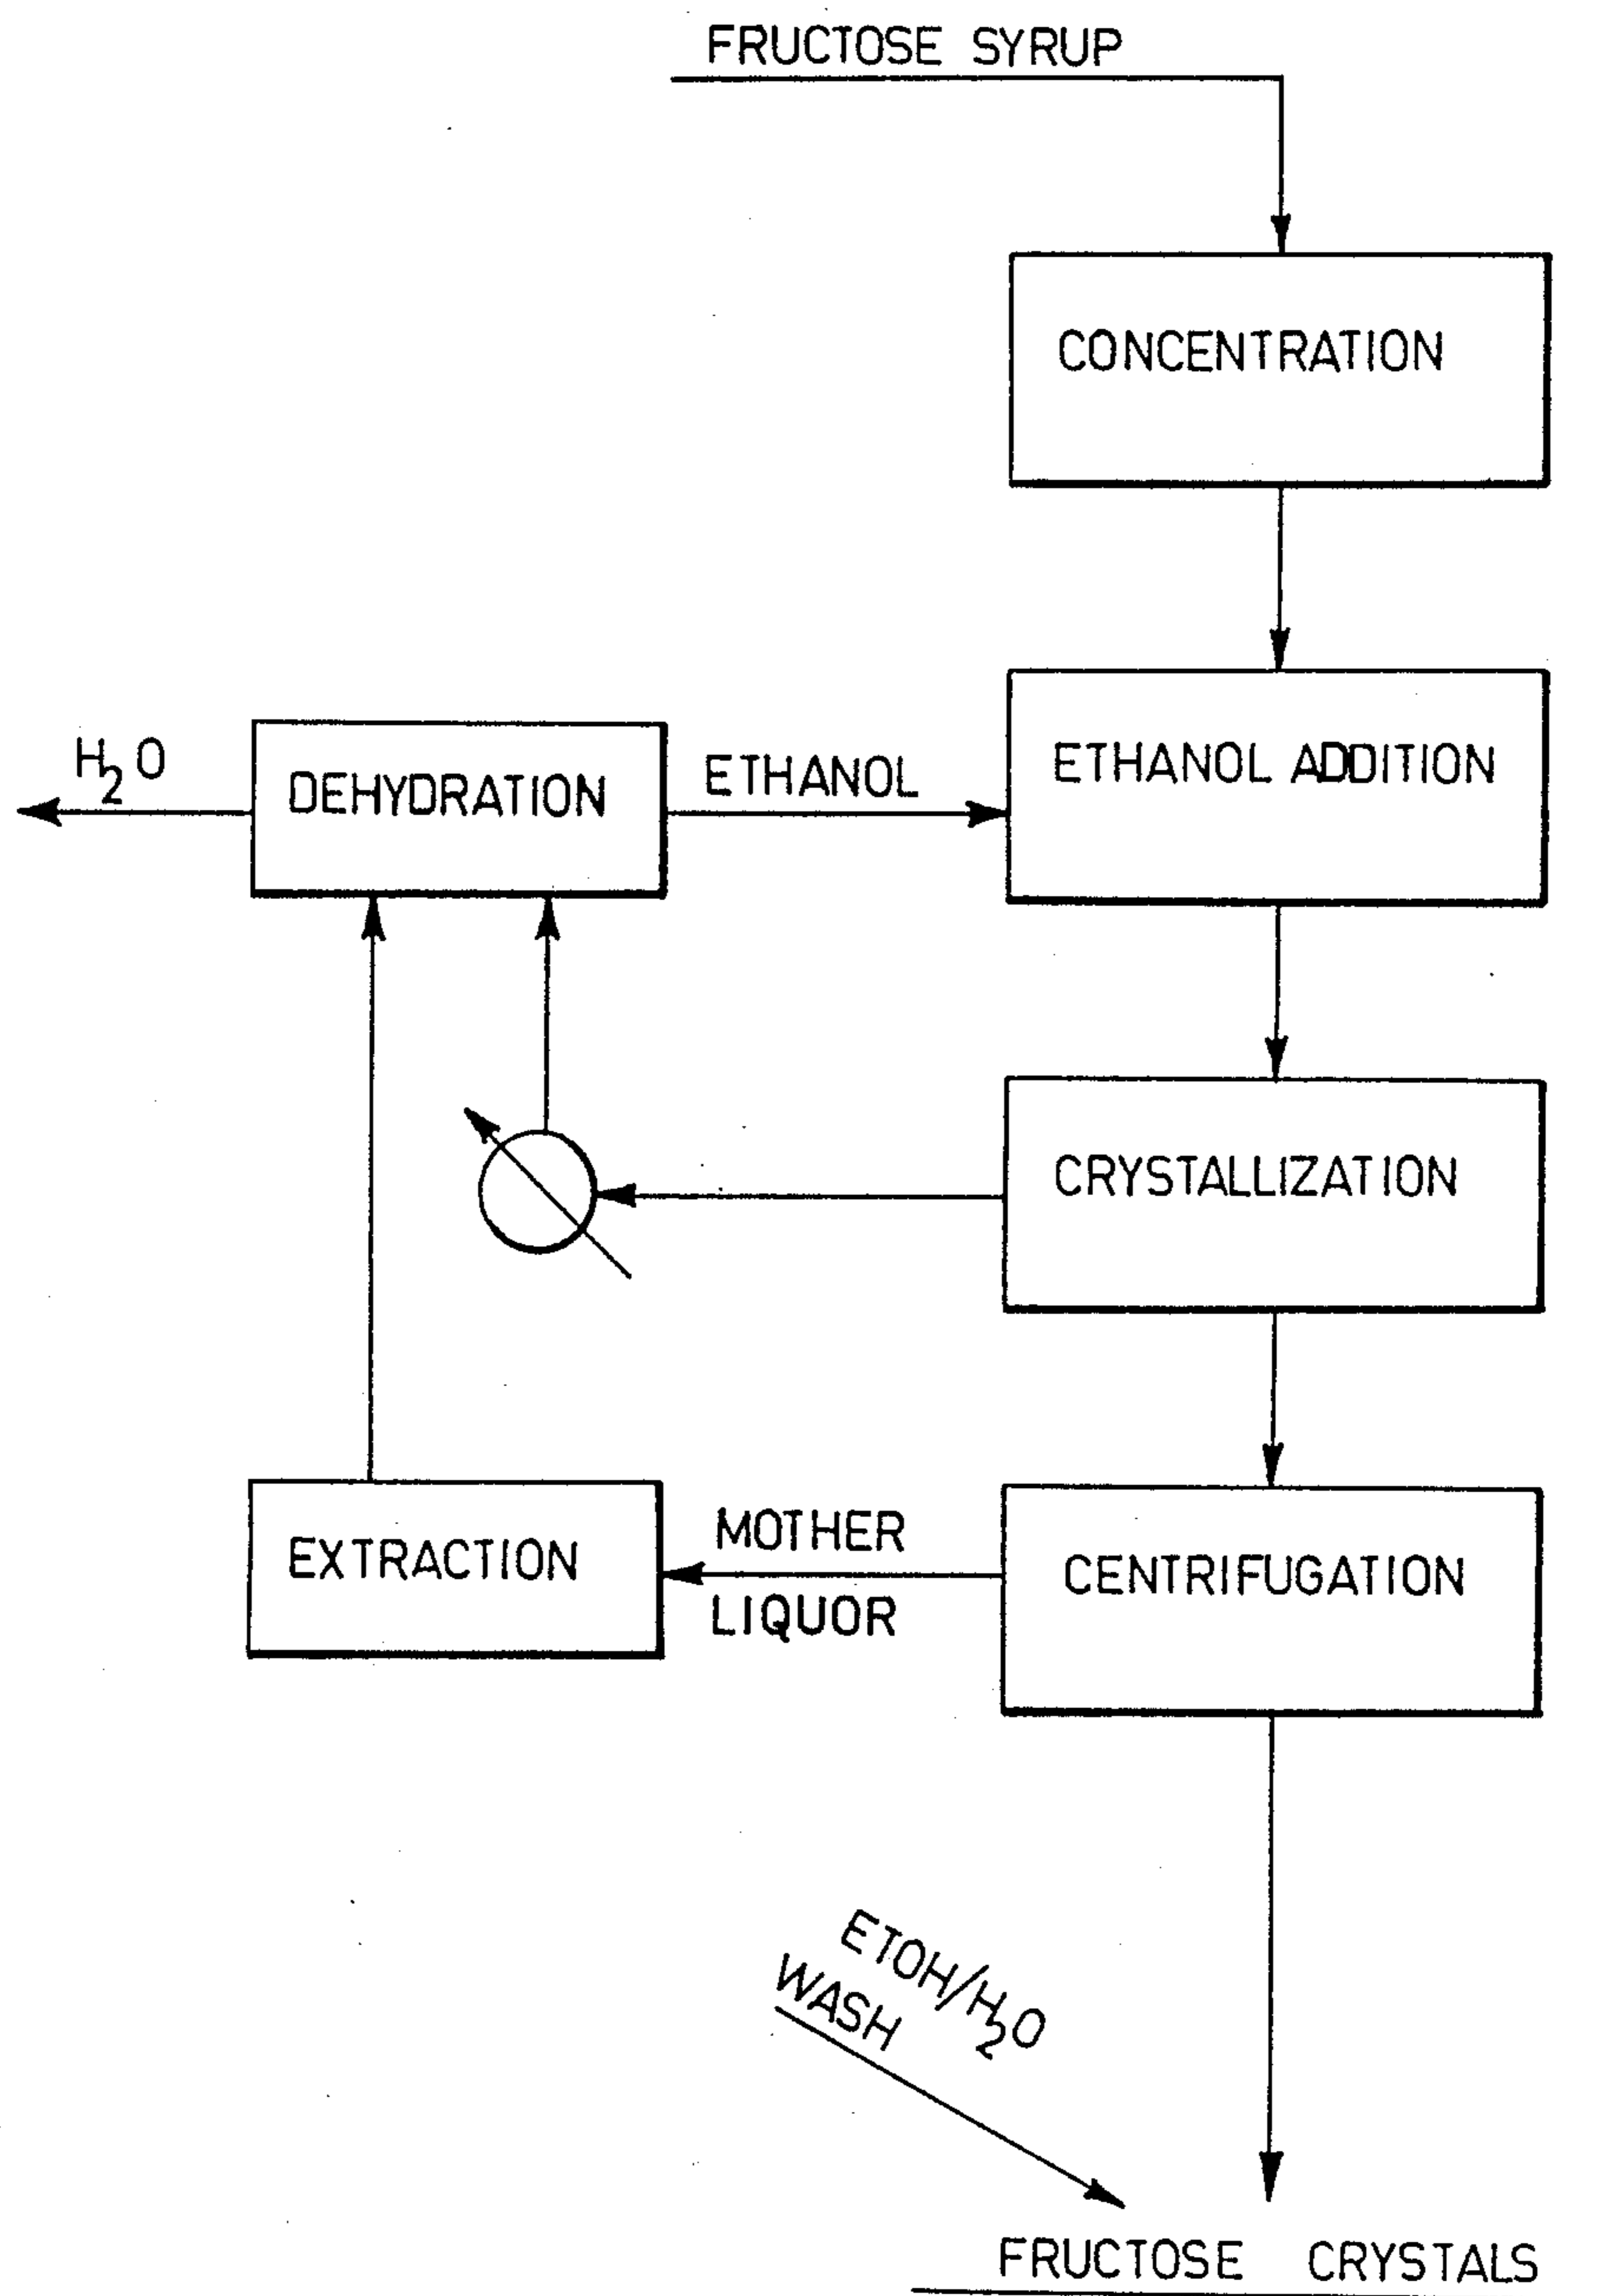 FRUCTOSE SYRUP
CONCENTRATION
ETHANOL ADDITION
H2O
DEHYDRATION
ETHANOL
CRYSTALLIZATION
EXTRACTION
MOTHER
LIQUOR
CENTRIFUGATION
ETOH/H2O
WASH
FRUCTOSE CRYSTALS